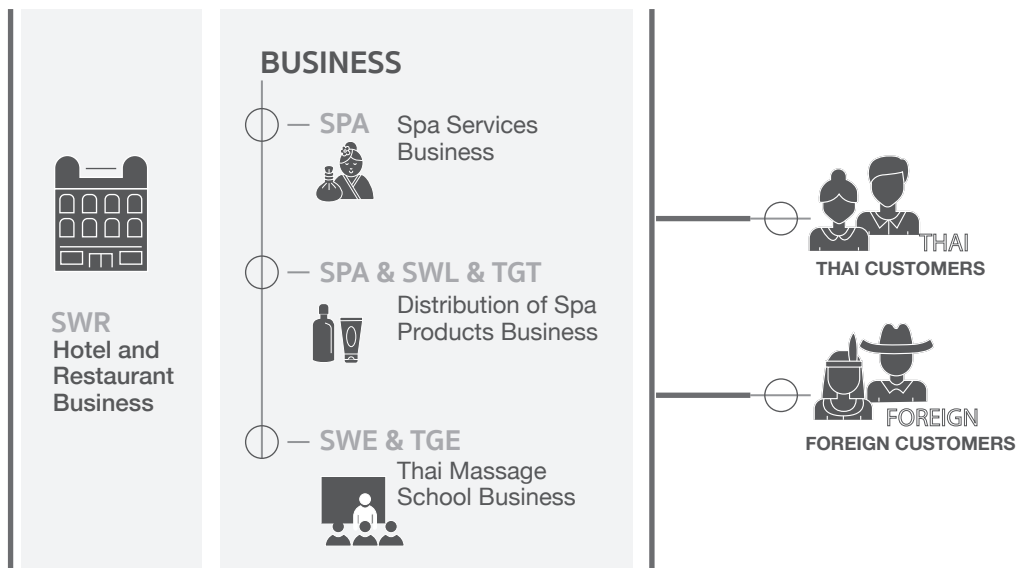 SWR
Hotel and
Restaurant
Business
BUSINESS
SPA
Spa Services
Business
SPA & SWL & TGT
Distribution of Spa
Products Business
SWE & TGE
Thai Massage
School Business
THAI
THAI CUSTOMERS
FOREIGN
FOREIGN CUSTOMERS